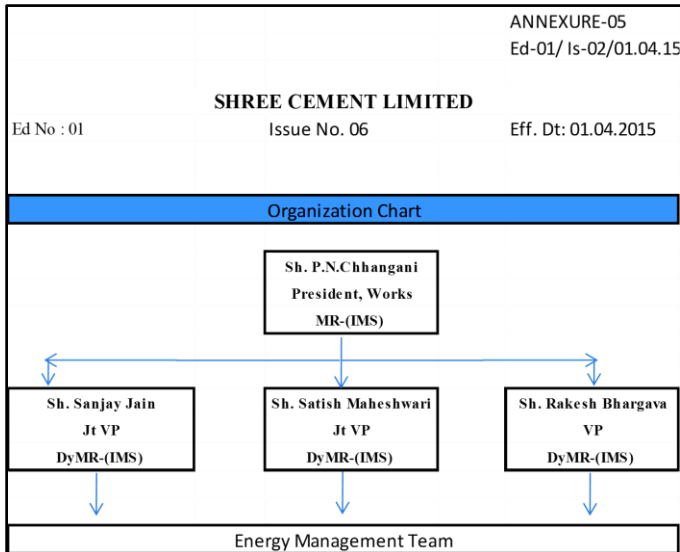 ANNEXURE-05
Ed-01/ Is-02/01.04.15
SHREE CEMENT LIMITED
Ed No : 01 Issue No. 06 Eff. Dt: 01.04.2015
Organization Chart
Sh. P.N.Chhangani
President, Works
MR-(IMS)
Sh. Sanjay Jain
Jt VP
DyMR-(IMS)
Sh. Satish Maheshwari
Jt VP
DyMR-(IMS)
Sh. Rakesh Bhargava
VP
DyMR-(IMS)
Energy Management Team